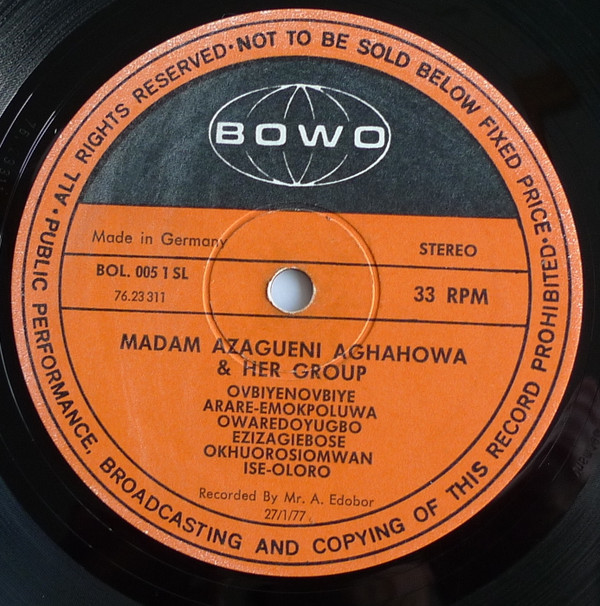 ALL RIGHTS RESERVED·NOT TO BE SOLD BELOW FIXED PRICE·
·PUBLIC PERFORMANCE, BROADCASTING AND COPYING OF THIS RECORD PROHIBITED·
BOWO
Made in Germany
STEREO
BOL. 005 1 SL
76.23 311
33 RPM
MADAM AZAGUENI AGHAHOWA
& HER GROUP
OVBIYENOVBIYE
ARARE-EMOKPOLUWA
OWAREDOYUGBO
EZIZAGIEBOSE
OKHUOROSIOMWAN
ISE-OLORO
Recorded By Mr. A. Edobor
27/1/77